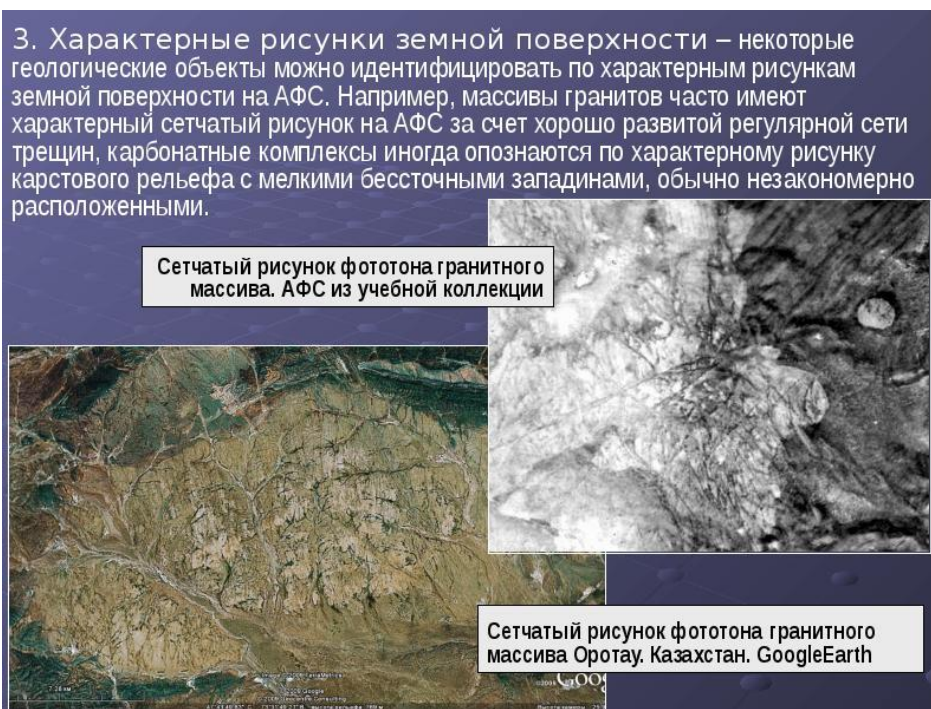 3. Характерные рисунки земной поверхности – некоторые
геологические объекты можно идентифицировать по характерным рисункам
земной поверхности на АФС. Например, массивы гранитов часто имеют
характерный сетчатый рисунок на АФС за счет хорошо развитой регулярной сети
трещин, карбонатные комплексы иногда опознаются по характерному рисунку
карстового рельефа с мелкими бессточными западинами, обычно незакономерно
расположенными.
Сетчатый рисунок фототона гранитного
массива. АФС из учебной коллекции
Сетчатый рисунок фототона гранитного
массива Оротау. Казахстан. GoogleEarth
©2009